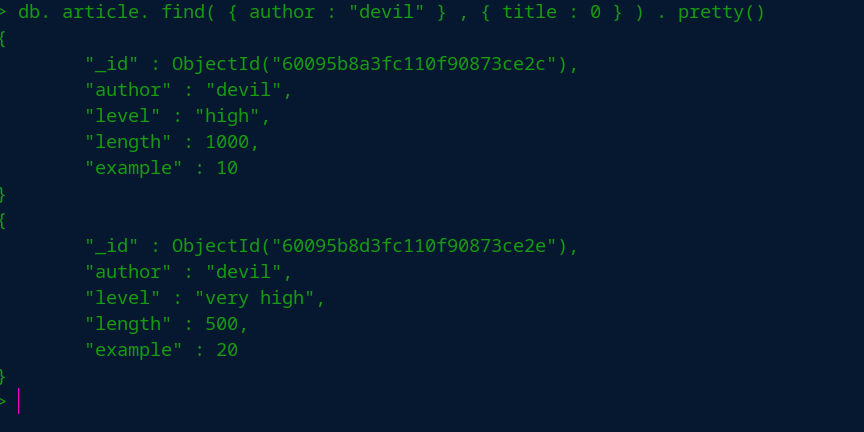 > db. article. find( { author : "devil" } , { title : 0 } ) . pretty()
{
        "_id" : ObjectId("60095b8a3fc110f90873ce2c"),
        "author" : "devil",
        "level" : "high",
        "length" : 1000,
        "example" : 10
}
{
        "_id" : ObjectId("60095b8d3fc110f90873ce2e"),
        "author" : "devil",
        "level" : "very high",
        "length" : 500,
        "example" : 20
}
>